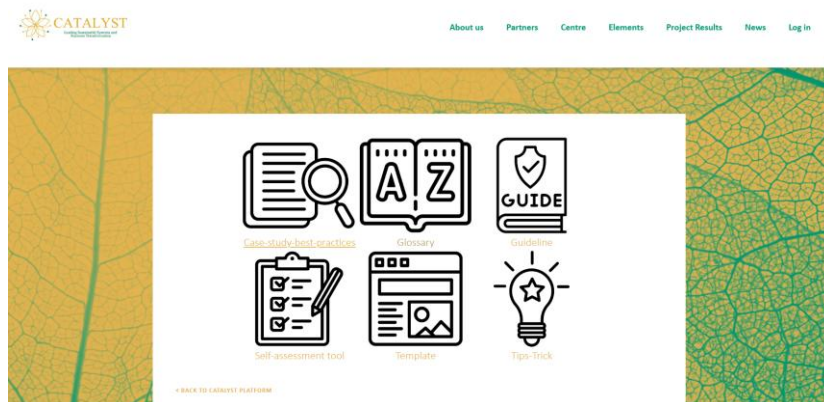 CATALYST
About us Partners Centre Elements Project Results News Log in
A Z
GUIDE
Case-study-best-practices Glossary Guideline
Self-assessment tool Template Tips-Trick
< BACK TO CATALYST PLATFORM